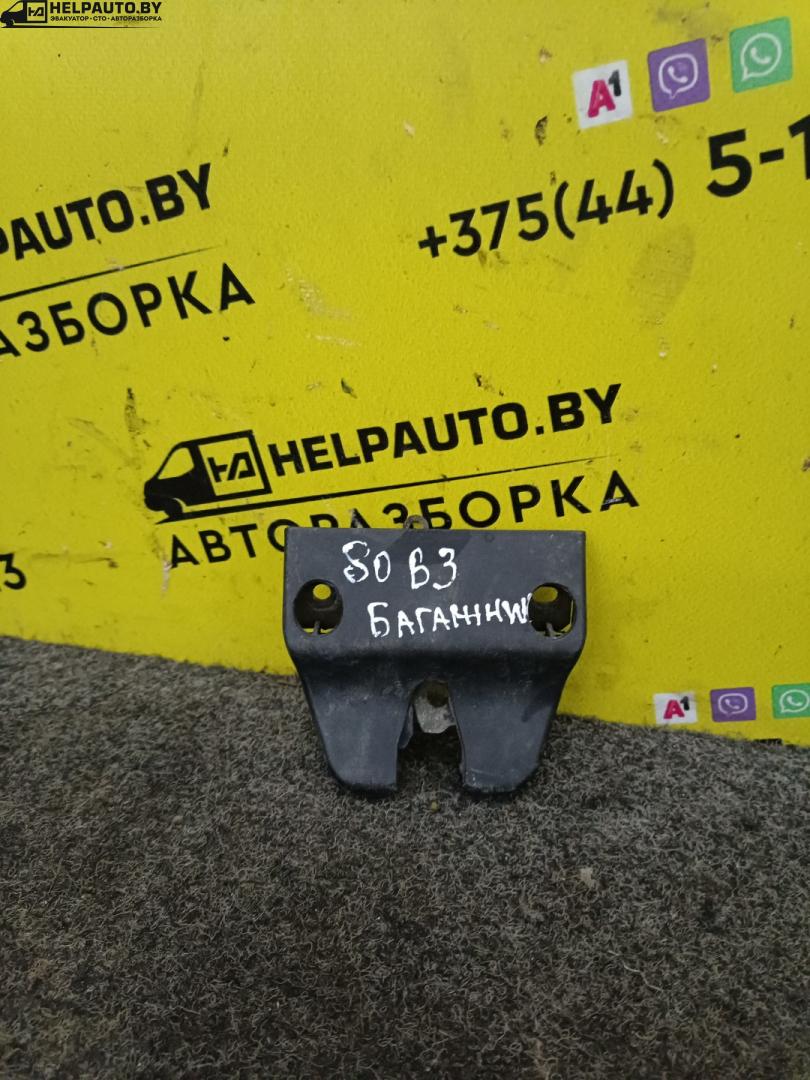 HELPAUTO.BY
ЭВАКУАТОР • СТО • АВТОРАЗБОРКА
A1
+375(44) 5-1
PAUTO.BY
АЗБОРКА
HELPAUTO.BY
АВТОРАЗБОРКА
80 B3
БАГАЖНИК
A1